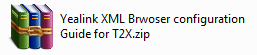 Yealink XML Brwoser configuration
Guide for T2X.zip